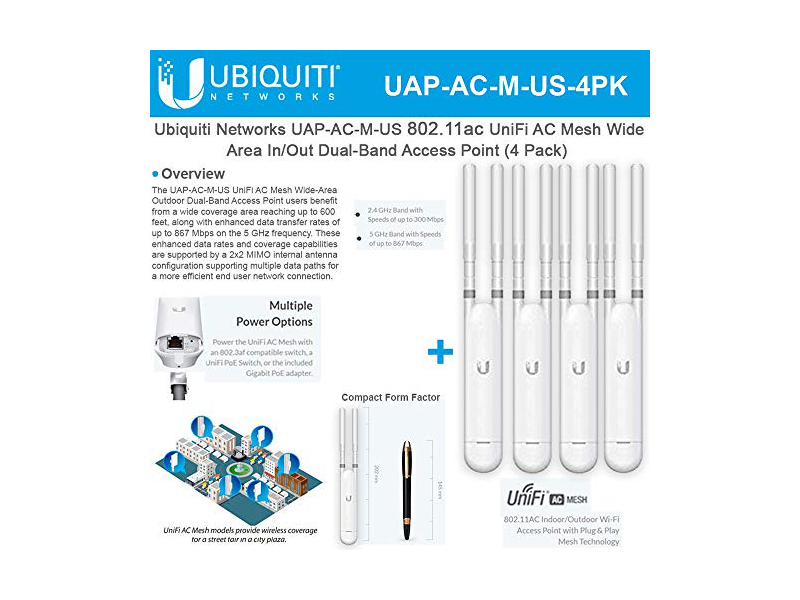 UBIQUITI®
NETWORKS
UAP-AC-M-US-4PK
Ubiquiti Networks UAP-AC-M-US 802.11ac UniFi AC Mesh Wide
Area In/Out Dual-Band Access Point (4 Pack)
• Overview
The UAP-AC-M-US UniFi AC Mesh Wide-Area
Outdoor Dual-Band Access Point users benefit
from a wide coverage area reaching up to 600
feet, along with enhanced data transfer rates of
up to 867 Mbps on the 5 GHz frequency. These
enhanced data rates and coverage capabilities
are supported by a 2x2 MIMO internal antenna
configuration supporting multiple data paths for
a more efficient end user network connection.
• 2.4 GHz Band with
Speeds of up to 300 Mbps
• 5 GHz Band with Speeds
of up to 867 Mbps
Multiple
Power Options
Power the UniFi AC Mesh with
an 802.3af compatible switch, a
UniFi PoE Switch, or the included
Gigabit PoE adapter.
+
Compact Form Factor
145 mm
UniFi AC MESH
802.11AC Indoor/Outdoor Wi-Fi
Access Point with Plug & Play
Mesh Technology
UniFi AC Mesh models provide wireless coverage
for a street fair in a city plaza.